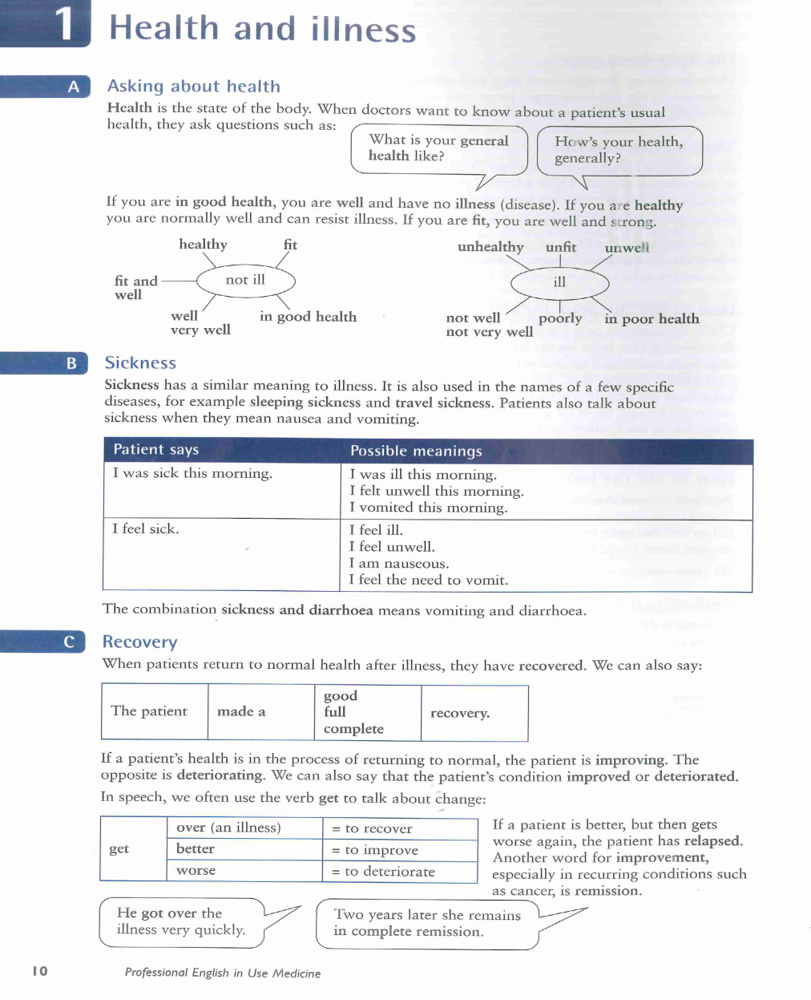 1 Health and illness
A Asking about health
Health is the state of the body. When doctors want to know about a patient's usual
health, they ask questions such as:
What is your general
health like?
How's your health,
generally?
If you are in good health, you are well and have no illness (disease). If you are healthy
you are normally well and can resist illness. If you are fit, you are well and strong.
healthy fit
fit and
well
not ill
well
very well
in good health
unhealthy unfit unwell
ill
not well
not very well
poorly
in poor health
B Sickness
Sickness has a similar meaning to illness. It is also used in the names of a few specific
diseases, for example sleeping sickness and travel sickness. Patients also talk about
sickness when they mean nausea and vomiting.
Patient says Possible meanings
I was sick this morning. I was ill this morning.
I felt unwell this morning.
I vomited this morning.
I feel sick. I feel ill.
I feel unwell.
I am nauseous.
I feel the need to vomit.
The combination sickness and diarrhoea means vomiting and diarrhoea.
C Recovery
When patients return to normal health after illness, they have recovered. We can also say:
The patient made a
good
full
complete
recovery.
If a patient's health is in the process of returning to normal, the patient is improving. The
opposite is deteriorating. We can also say that the patient's condition improved or deteriorated.
In speech, we often use the verb get to talk about change:
get
over (an illness) = to recover
better = to improve
worse = to deteriorate
If a patient is better, but then gets
worse again, the patient has relapsed.
Another word for improvement,
especially in recurring conditions such
as cancer, is remission.
He got over the
illness very quickly.
Two years later she remains
in complete remission.
10 Professional English in Use Medicine